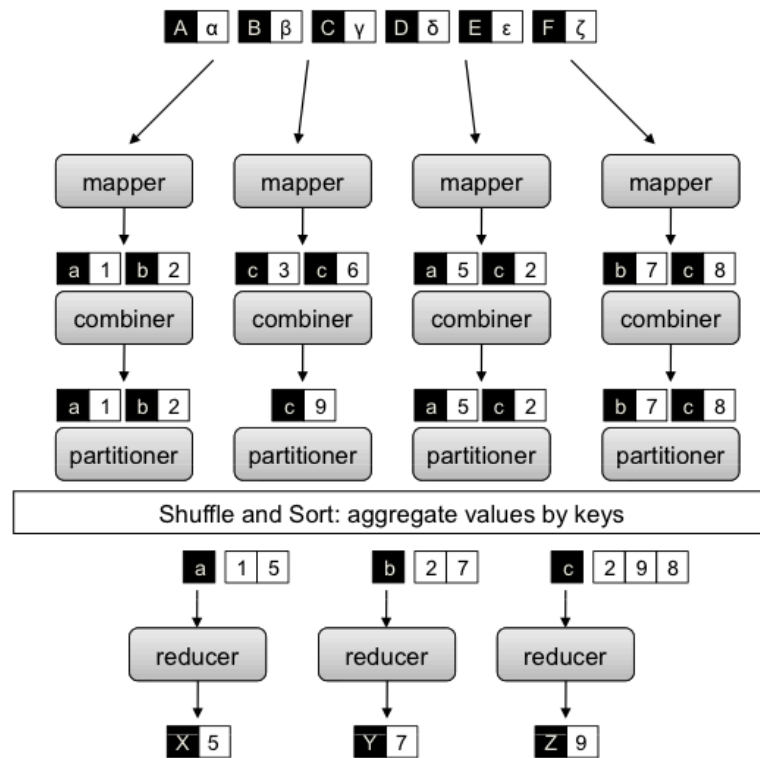 A α B β C γ D δ E ε F ζ
mapper mapper mapper mapper
a 1 b 2 c 3 c 6 a 5 c 2 b 7 c 8
combiner combiner combiner combiner
a 1 b 2 c 9 a 5 c 2 b 7 c 8
partitioner partitioner partitioner partitioner
Shuffle and Sort: aggregate values by keys
a 1 5 b 2 7 c 2 9 8
reducer reducer reducer
X 5 Y 7 Z 9